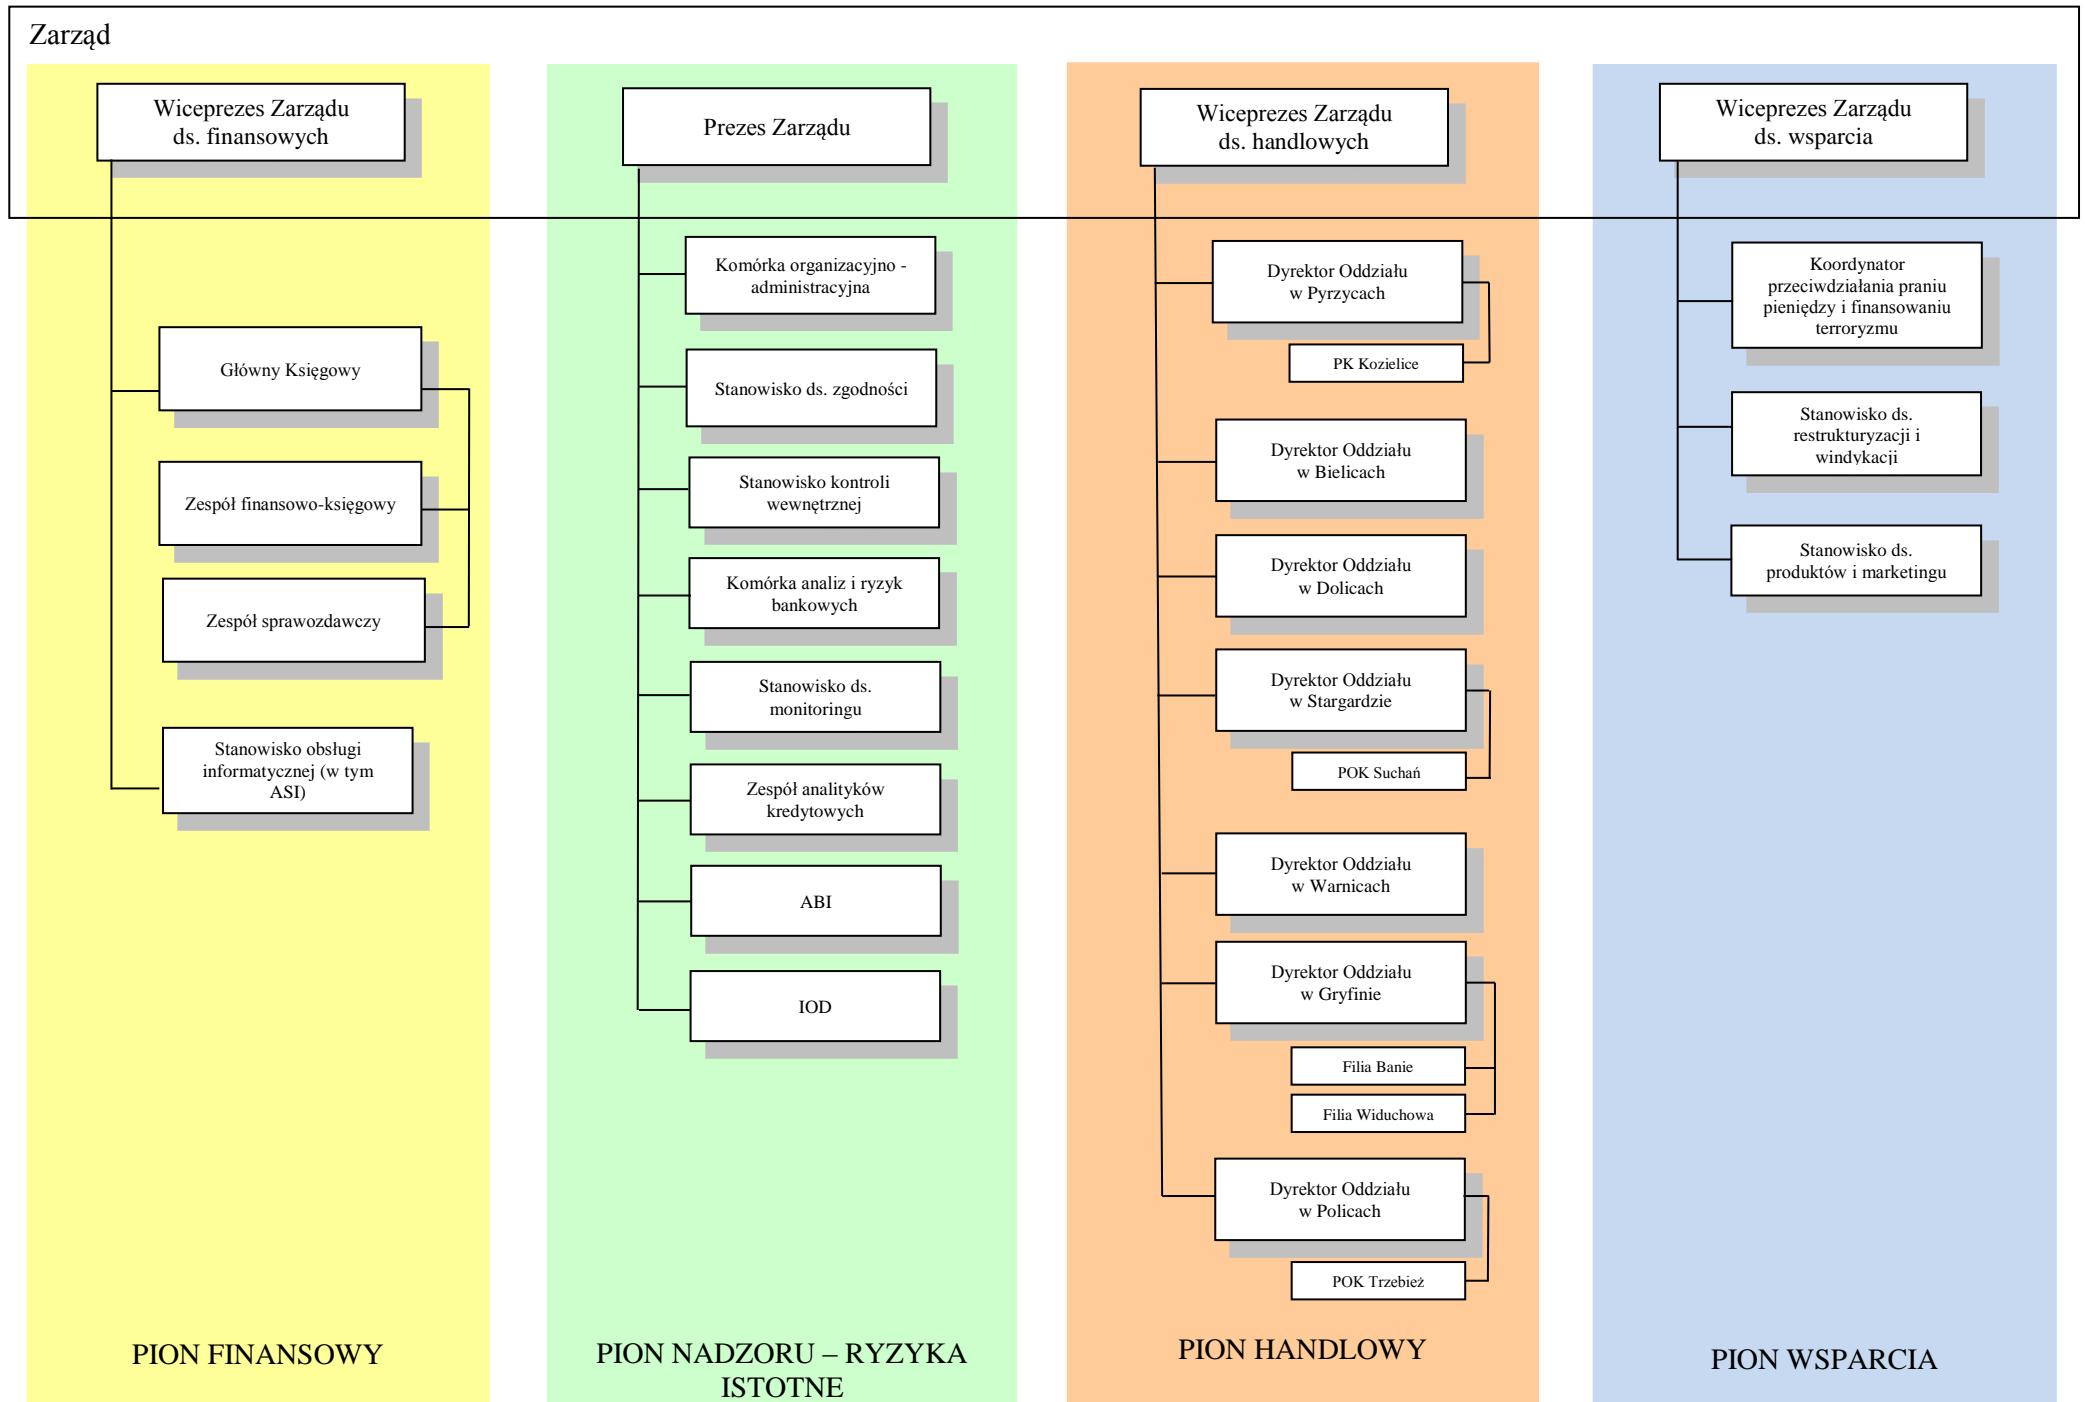 Zarząd
Wiceprezes Zarządu
ds. finansowych
Główny Księgowy
Zespół finansowo-księgowy
Zespół sprawozdawczy
Stanowisko obsługi
informatycznej (w tym
ASI)
PION FINANSOWY
Prezes Zarządu
Komórka organizacyjno -
administracyjna
Stanowisko ds. zgodności
Stanowisko kontroli
wewnętrznej
Komórka analiz i ryzyk
bankowych
Stanowisko ds.
monitoringu
Zespół analityków
kredytowych
ABI
IOD
PION NADZORU – RYZYKA
ISTOTNE
Wiceprezes Zarządu
ds. handlowych
Dyrektor Oddziału
w Pyrzycach
PK Kozielice
Dyrektor Oddziału
w Bielicach
Dyrektor Oddziału
w Dolicach
Dyrektor Oddziału
w Stargardzie
POK Suchań
Dyrektor Oddziału
w Warnicach
Dyrektor Oddziału
w Gryfinie
Filia Banie
Filia Widuchowa
Dyrektor Oddziału
w Policach
POK Trzebież
PION HANDLOWY
Wiceprezes Zarządu
ds. wsparcia
Koordynator
przeciwdziałania praniu
pieniędzy i finansowaniu
terroryzmu
Stanowisko ds.
restrukturyzacji i
windykacji
Stanowisko ds.
produktów i marketingu
PION WSPARCIA